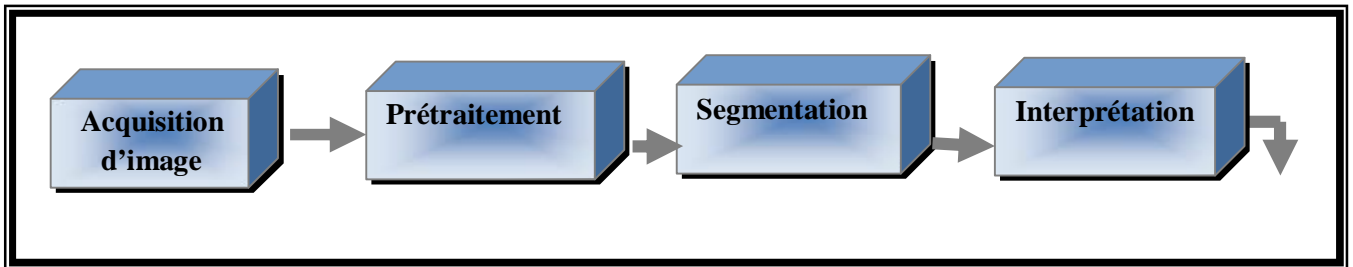 Acquisition
d’image
Prétraitement
Segmentation
Interprétation